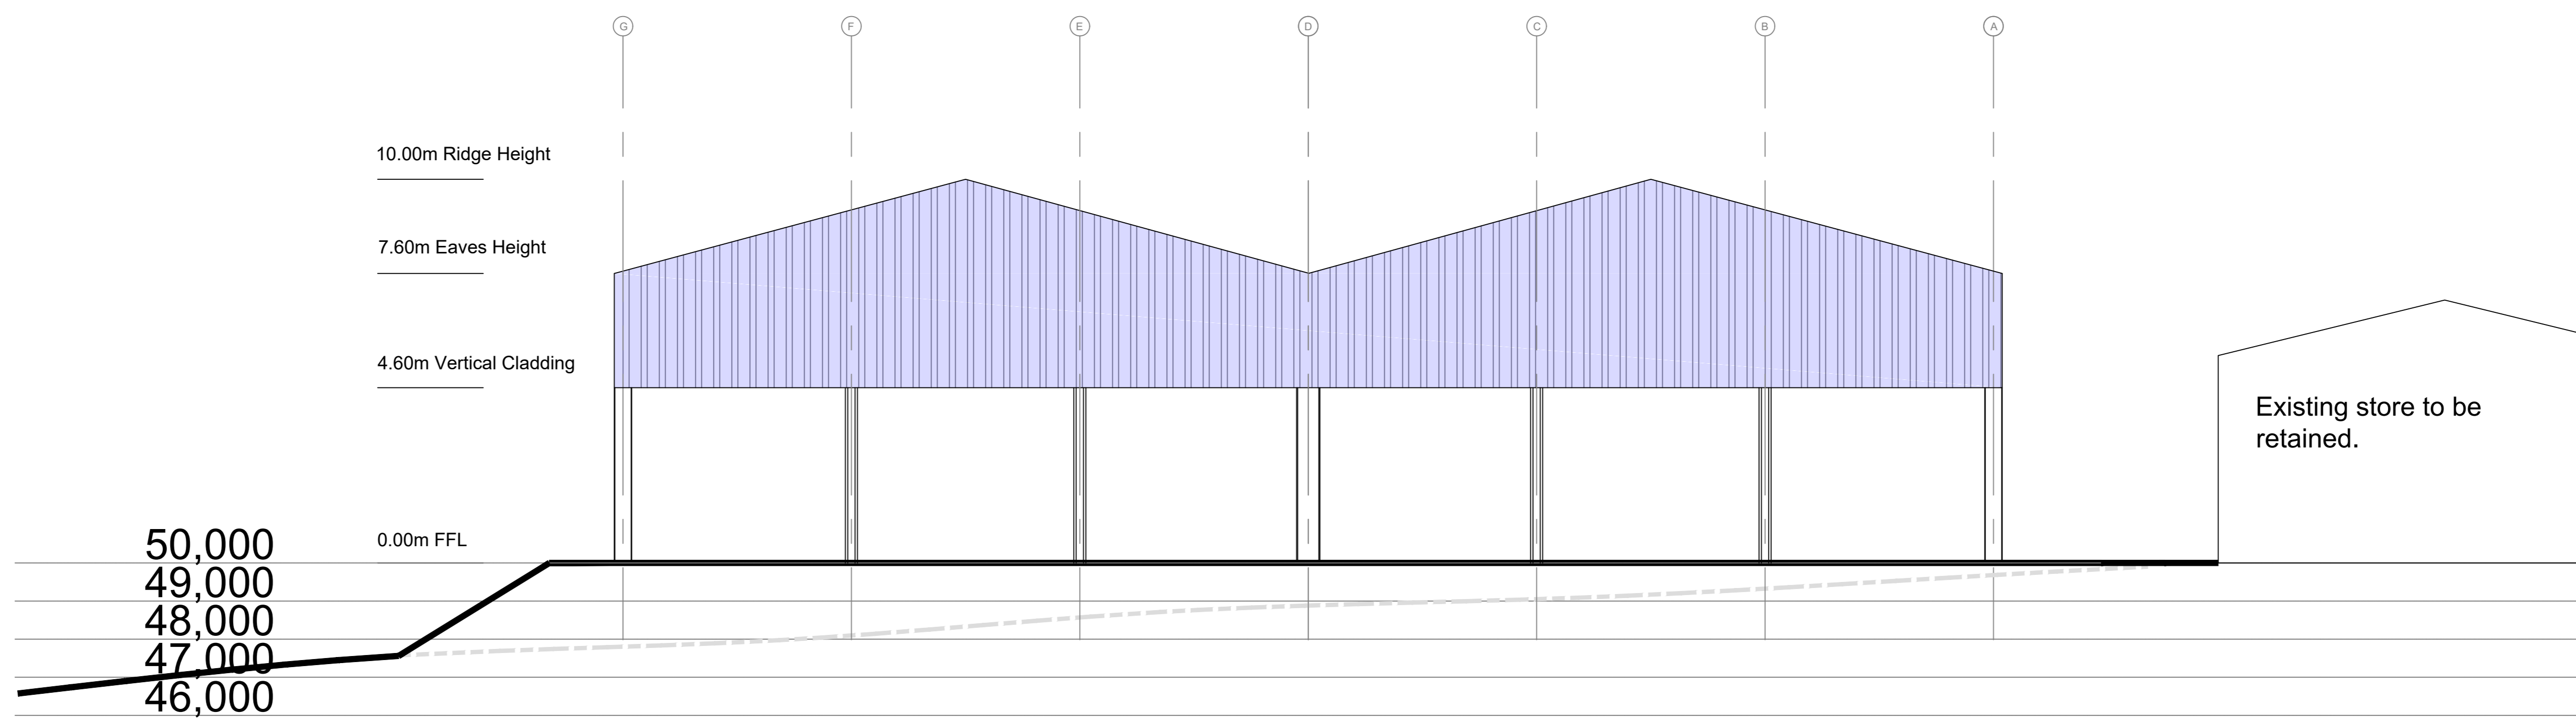 G F E D C B A
10.00m Ridge Height
7.60m Eaves Height
4.60m Vertical Cladding
Existing store to be
retained.
0.00m FFL
50,000
49,000
48,000
47,000
46,000